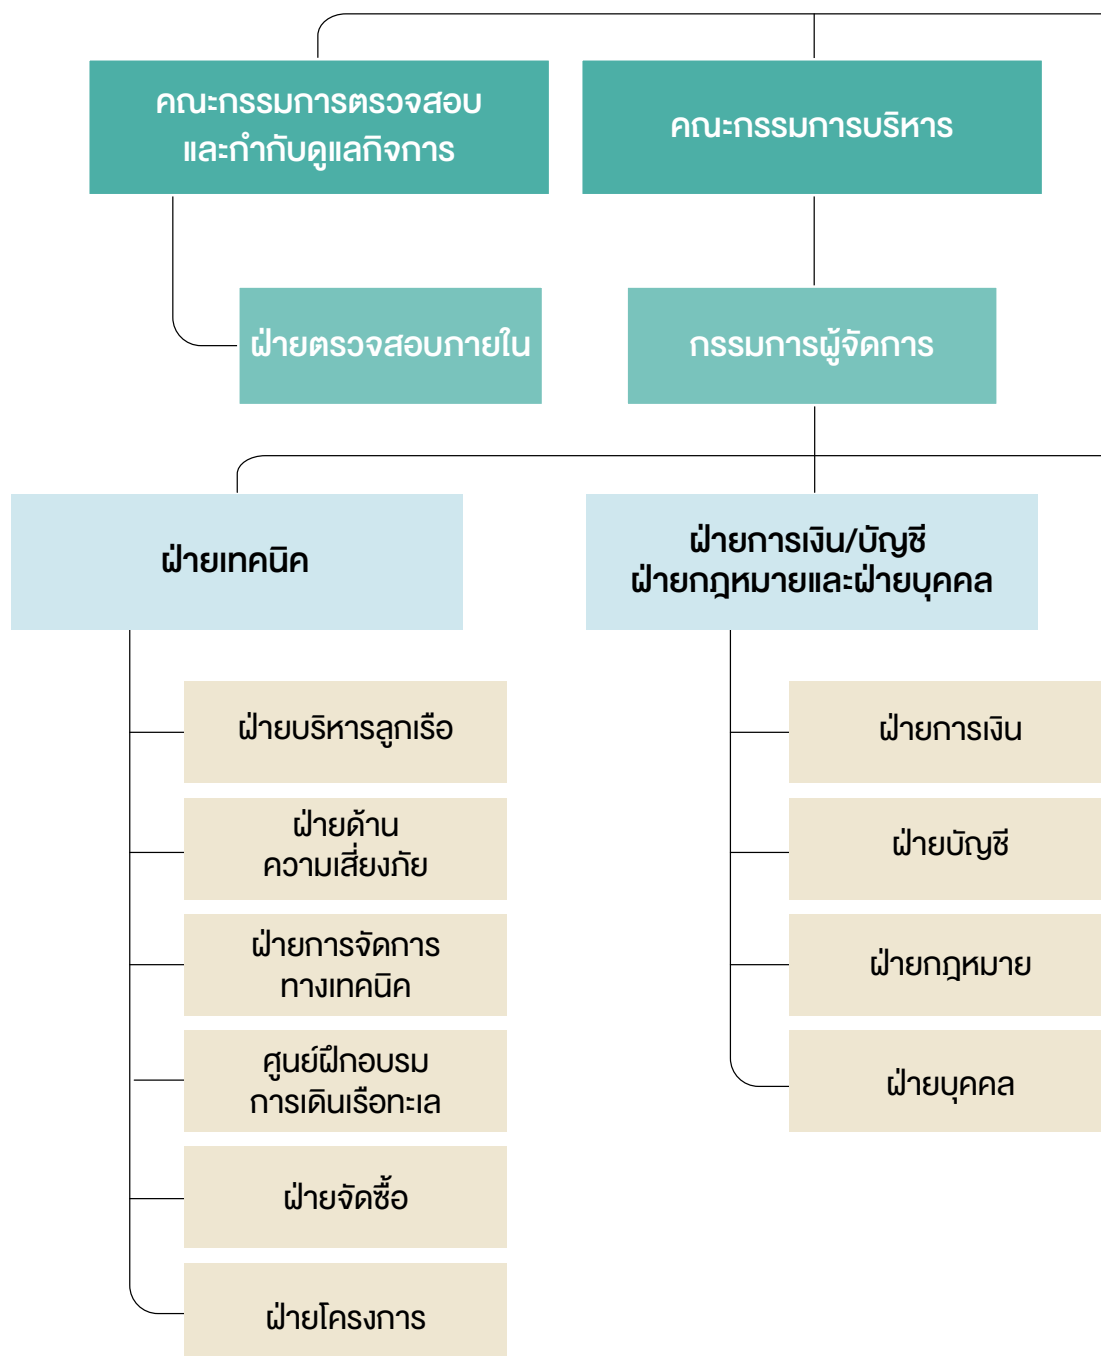 คณะกรรมการตรวจสอบ
และกำกับดูแลกิจการ
คณะกรรมการบริหาร
ฝ่ายตรวจสอบภายใน
กรรมการผู้จัดการ
ฝ่ายเทคนิค
ฝ่ายการเงิน/บัญชี
ฝ่ายกฎหมายและฝ่ายบุคคล
ฝ่ายบริหารลูกเรือ
ฝ่ายด้าน
ความเสี่ยงภัย
ฝ่ายการจัดการ
ทางเทคนิค
ศูนย์ฝึกอบรม
การเดินเรือทะเล
ฝ่ายจัดซื้อ
ฝ่ายโครงการ
ฝ่ายการเงิน
ฝ่ายบัญชี
ฝ่ายกฎหมาย
ฝ่ายบุคคล